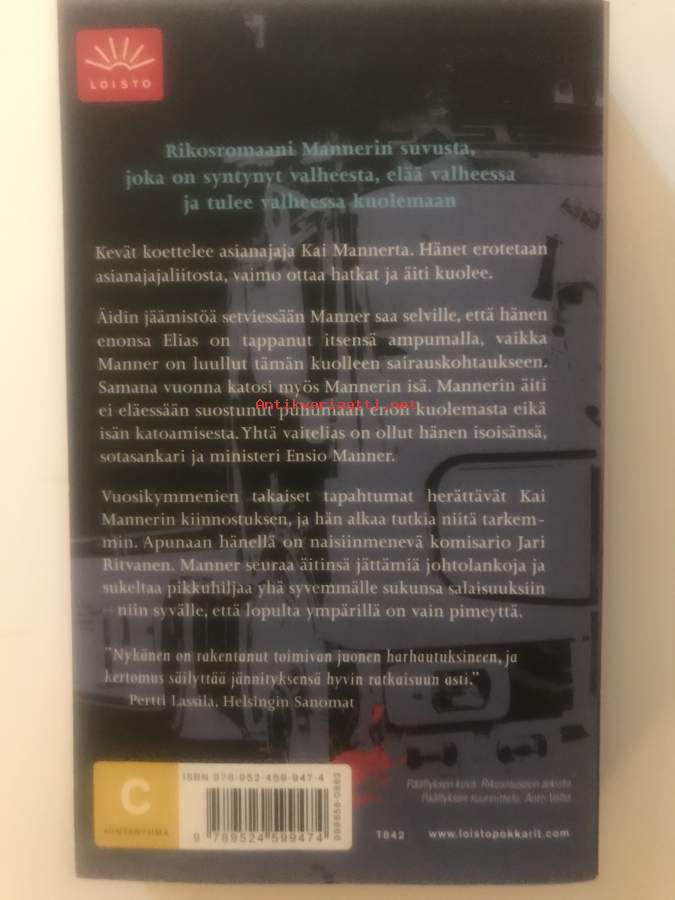 LOISTO
Rikosromaani Mannerin suvusta,
joka on syntynyt valheesta, elää valheessa
ja tulee valheessa kuolemaan
Kevät koettelee asianajaja Kai Mannerta. Hänet erotetaan
asianajajaliitosta, vaimo ottaa hatkat ja äiti kuolee.
Äidin jäämistöä setviessään Manner saa selville, että hänen
enonsa Elias on tappanut itsensä ampumalla, vaikka
Manner on luullut tämän kuolleen sairauskohtaukseen.
Samana vuonna katosi myös Mannerin isä. Mannerin äiti
ei eläessään suostunut puhumaan enon kuolemasta eikä
Antikvariaatti.net
isän katoamisesta. Yhtä vaitelias on ollut hänen isoisänsä,
sotasankari ja ministeri Ensio Manner.
Vuosikymmenien takaiset tapahtumat herättävät Kai
Mannerin kiinnostuksen, ja hän alkaa tutkia niitä tarkem-
min. Apunaan hänellä on naisiinmenevä komisario Jari
Ritvanen. Manner seuraa äitinsä jättämiä johtolankoja ja
sukeltaa pikkuhiljaa yhä syvemmälle sukunsa salaisuuksiin
– niin syvälle, että lopulta ympärillä on vain pimeyttä.
"Nykänen on rakentanut toimivan juonen harhautuksineen, ja
kertomus säilyttää jännityksensä hyvin ratkaisuun asti."
Pertti Lassila, Helsingin Sanomat
C
HINTARYHMÄ
ISBN 978-952-459-947-4
9 789524 599474
Päällyksen kuva: Rikosmuseon arkisto
Päällyksen suunnittelu:
T842
www.loistopokkarit.com